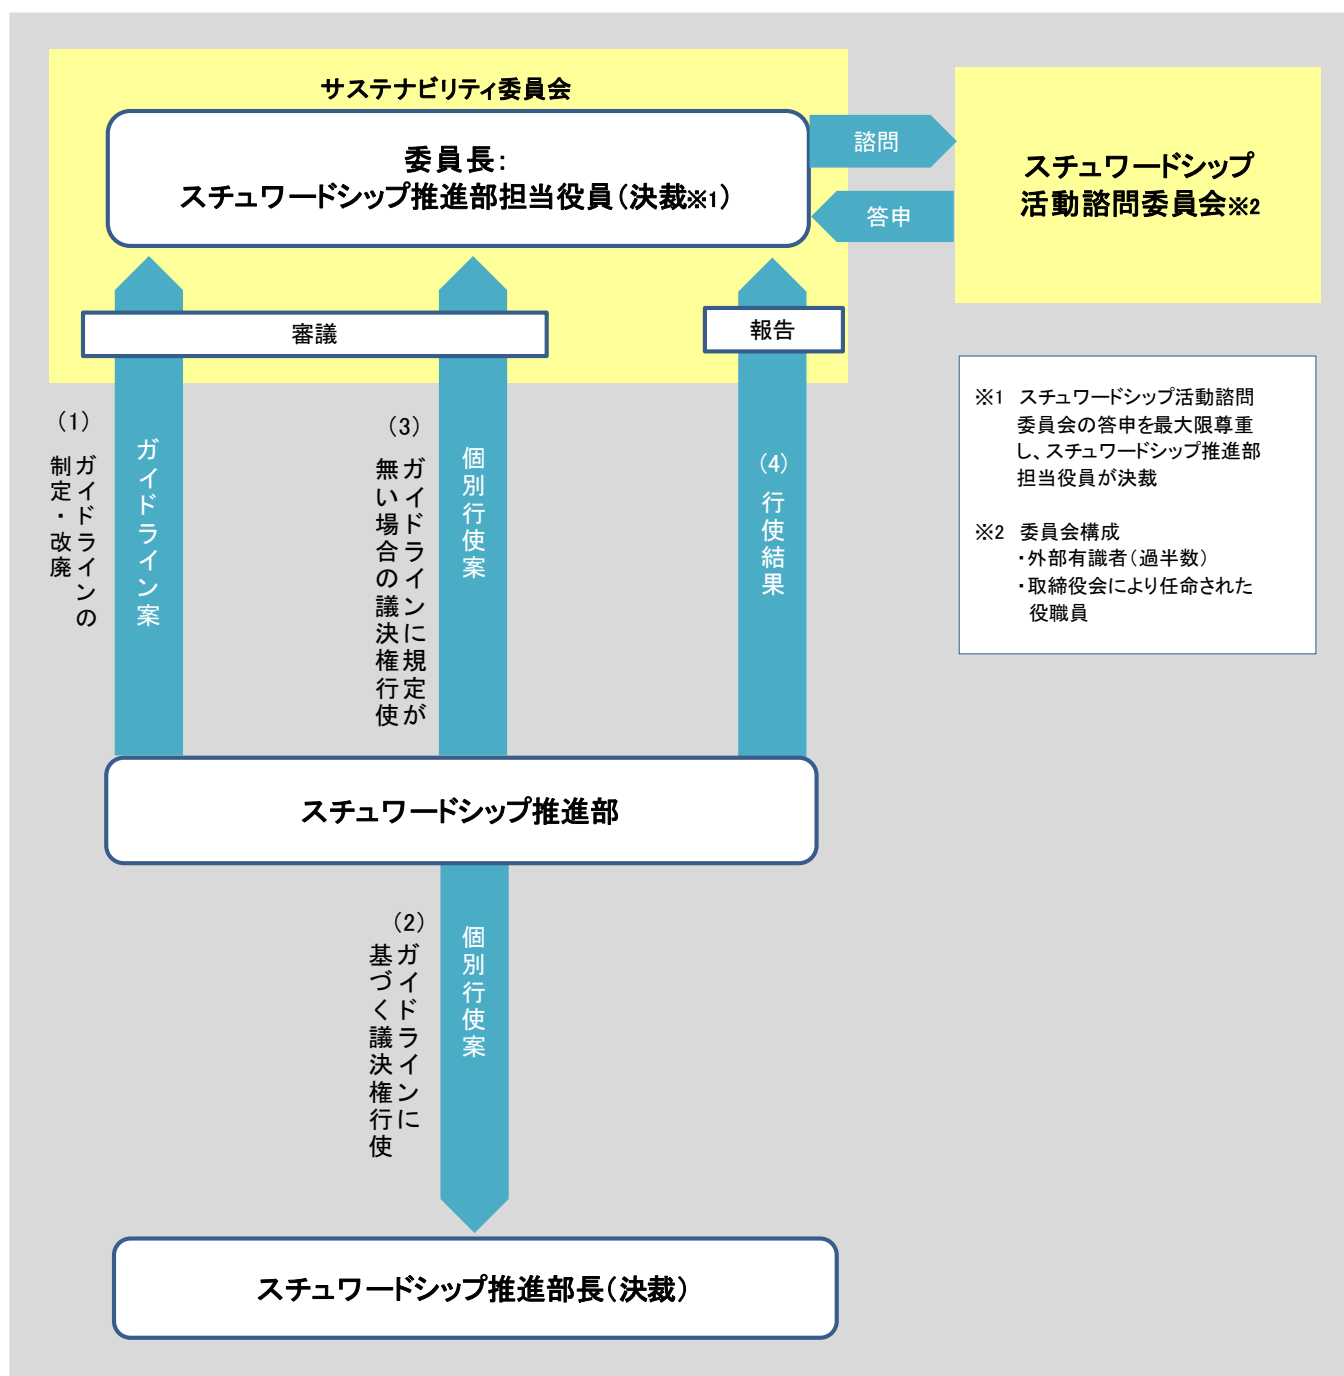 サステナビリティ委員会
委員長：
スチュワードシップ推進部担当役員（決裁※1）
諮問
答申
スチュワードシップ
活動諮問委員会※2
審議
報告
（1）
ガイドラインの
制定・改廃
ガイドライン案
（3）
ガイドラインに規定が
無い場合の議決権行使
個別行使案
（4）
行使結果
※1 スチュワードシップ活動諮問
委員会の答申を最大限尊重
し、スチュワードシップ推進部
担当役員が決裁
※2 委員会構成
・外部有識者（過半数）
・取締役会により任命された
役職員
スチュワードシップ推進部
（2）
ガイドラインに
基づく議決権行使
個別行使案
スチュワードシップ推進部長（決裁）